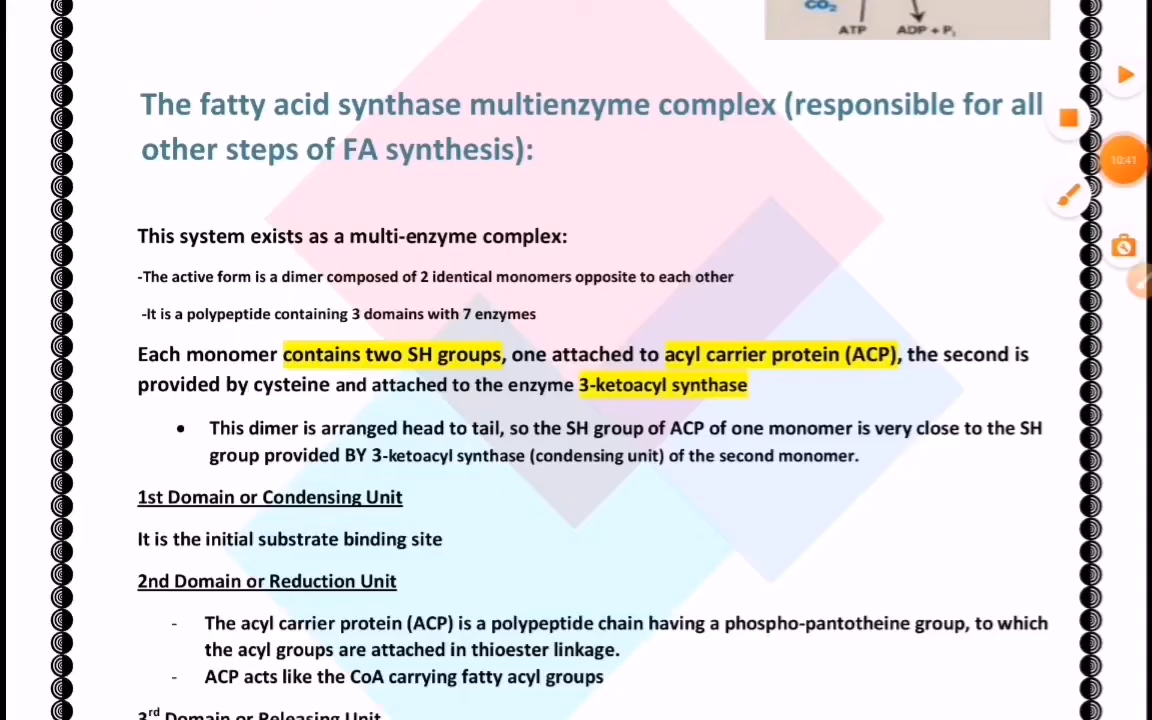 CO₂
ATP ADP + Pᵢ
The fatty acid synthase multienzyme complex (responsible for all
other steps of FA synthesis):
10:41
This system exists as a multi-enzyme complex:
-The active form is a dimer composed of 2 identical monomers opposite to each other
-It is a polypeptide containing 3 domains with 7 enzymes
Each monomer contains two SH groups, one attached to acyl carrier protein (ACP), the second is
provided by cysteine and attached to the enzyme 3-ketoacyl synthase
• This dimer is arranged head to tail, so the SH group of ACP of one monomer is very close to the SH
group provided BY 3-ketoacyl synthase (condensing unit) of the second monomer.
1st Domain or Condensing Unit
It is the initial substrate binding site
2nd Domain or Reduction Unit
- The acyl carrier protein (ACP) is a polypeptide chain having a phospho-pantotheine group, to which
the acyl groups are attached in thioester linkage.
- ACP acts like the CoA carrying fatty acyl groups
3rd Domain or Releasing Unit